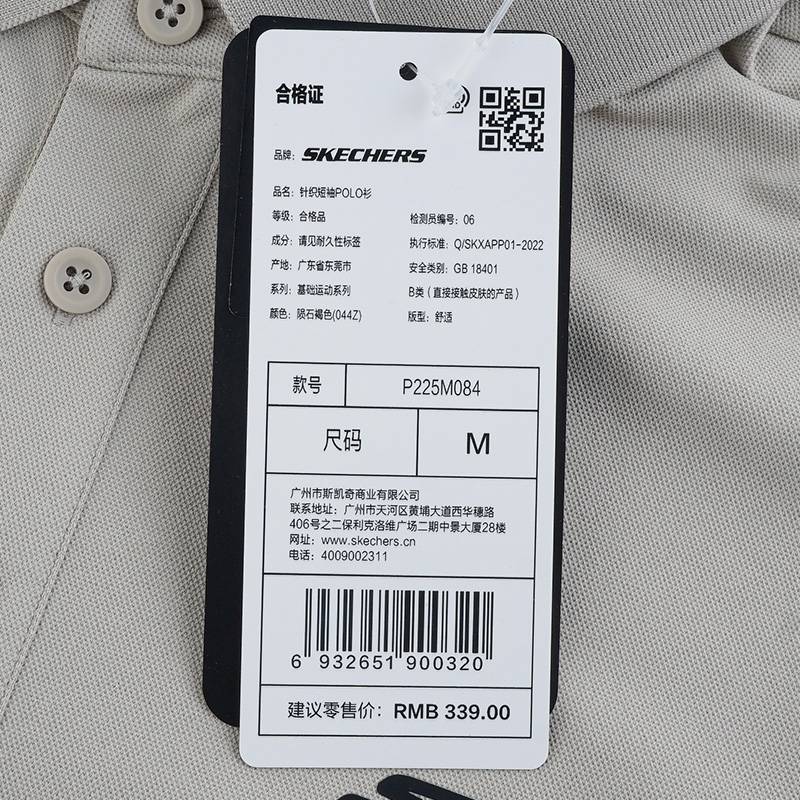 合格证
品牌: SKECHERS
品名: 针织短袖POLO衫
等级: 合格品
检测员编号: 06
成分: 请见耐久性标签
执行标准: Q/SKXAPP01-2022
产地: 广东省东莞市
安全类别: GB 18401
系列: 基础运动系列
B类（直接接触皮肤的产品）
颜色: 陨石褐色(044Z)
版型: 舒适
款号 P225M084
尺码 M
广州市斯凯奇商业有限公司
联系地址: 广州市天河区黄埔大道西华穗路
406号之二保利克洛维广场二期中景大厦28楼
网址: www.skechers.cn
电话: 4009002311
6 932651 900320
建议零售价: RMB 339.00